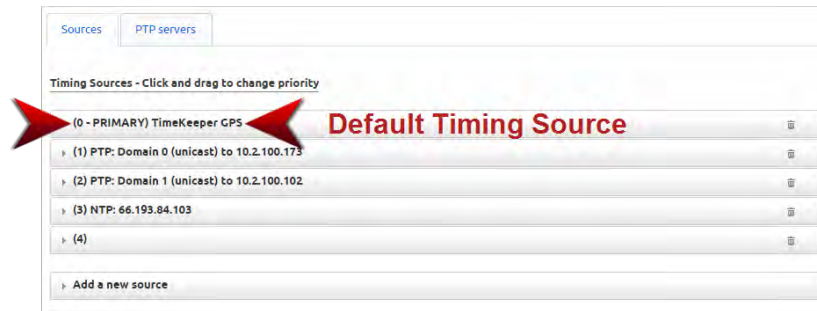 Sources PTP servers
Timing Sources - Click and drag to change priority
(0 - PRIMARY) TimeKeeper GPS Default Timing Source
(1) PTP: Domain 0 (unicast) to 10.2.100.173
(2) PTP: Domain 1 (unicast) to 10.2.100.102
(3) NTP: 66.193.84.103
(4)
Add a new source